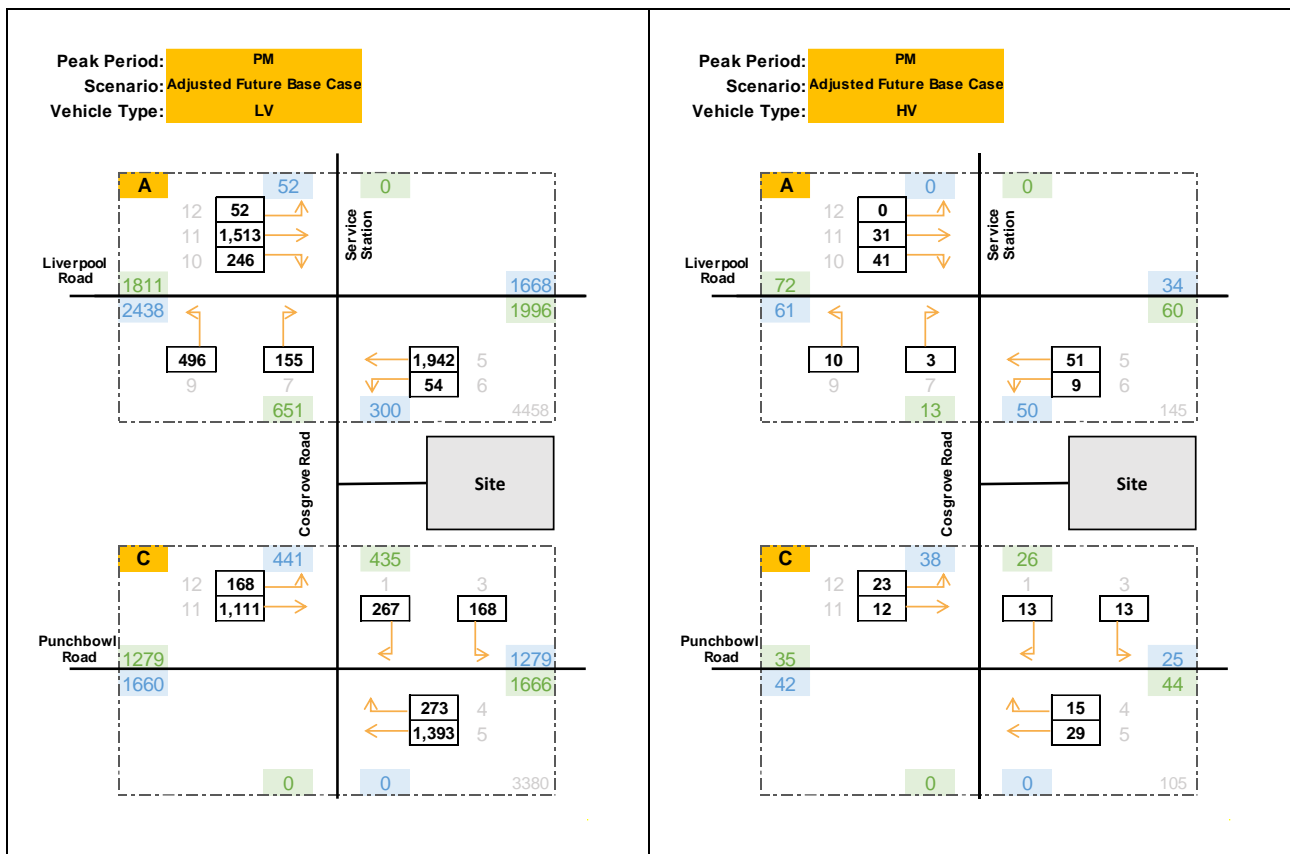 Peak Period: PM
Scenario: Adjusted Future Base Case
Vehicle Type: LV
A
52
0
12 52
11 1,513
10 246
Service
Station
Liverpool
Road
1811
1668
2438
1996
496
155
1,942 5
9
7
54 6
651
300
4458
Cosgrove Road
Site
C
441
435
12 168
1
3
11 1,111
267
168
Punchbowl
Road
1279
1279
1660
1666
273 4
1,393 5
0
0
3380
Peak Period: PM
Scenario: Adjusted Future Base Case
Vehicle Type: HV
A
0
0
12 0
11 31
10 41
Service
Station
Liverpool
Road
72
34
61
60
10
3
51 5
9
7
9 6
13
50
145
Cosgrove Road
Site
C
38
26
12 23
1
3
11 12
13
13
Punchbowl
Road
35
25
42
44
15 4
29 5
0
0
105